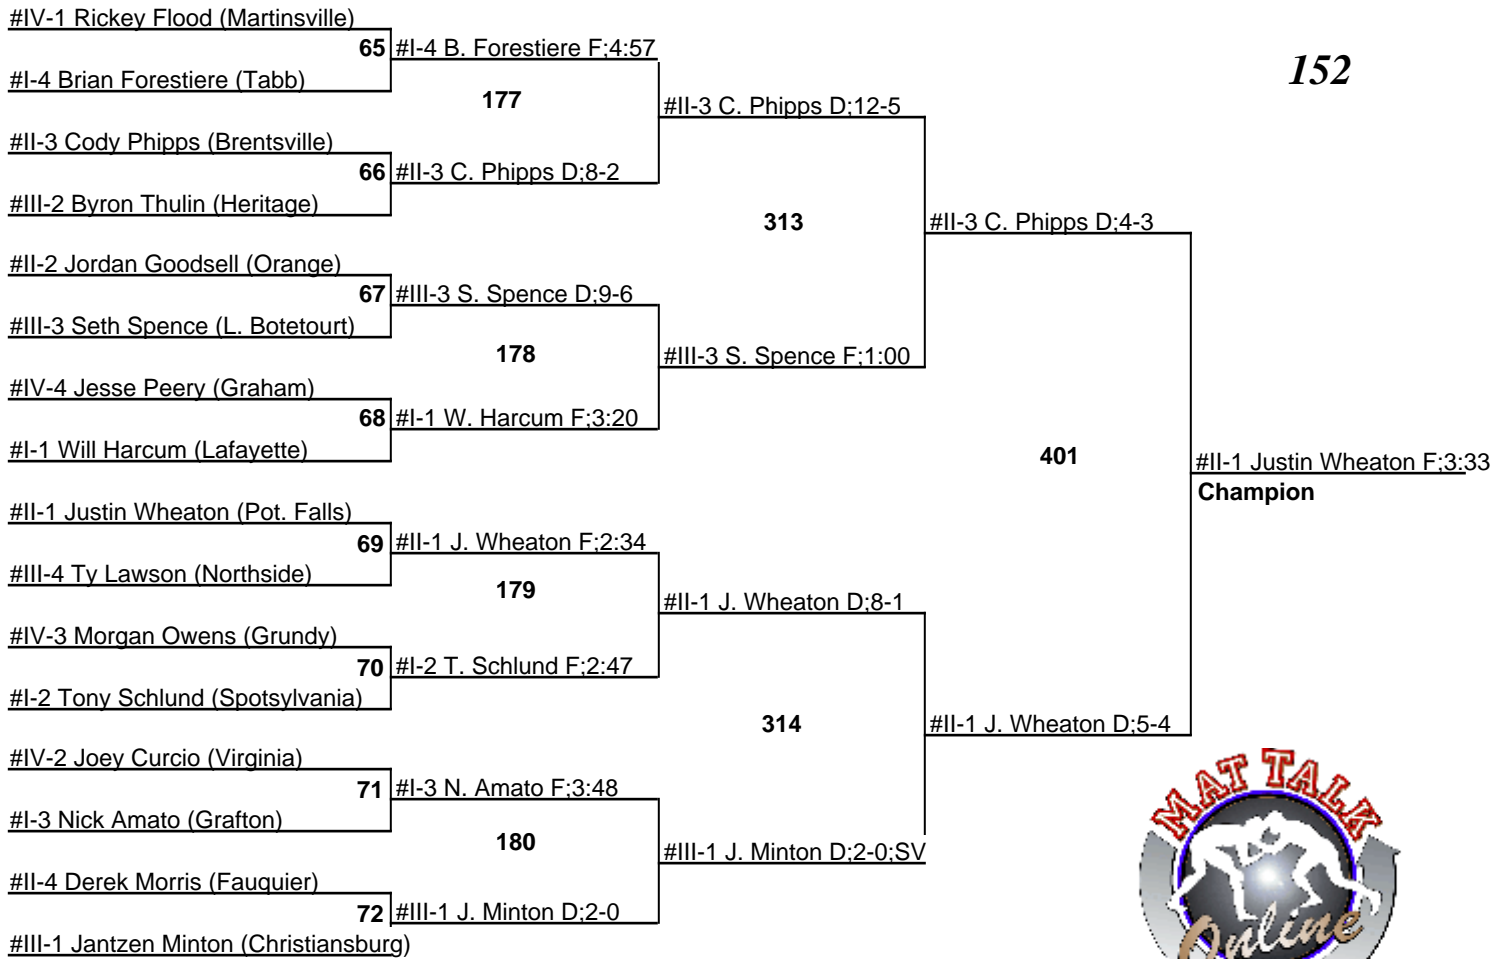 #IV-1 Rickey Flood (Martinsville)
65 #I-4 B. Forestiere F;4:57
#I-4 Brian Forestiere (Tabb)
152
177
#II-3 C. Phipps D;12-5
#II-3 Cody Phipps (Brentsville)
66 #II-3 C. Phipps D;8-2
#III-2 Byron Thulin (Heritage)
313
#II-3 C. Phipps D;4-3
#II-2 Jordan Goodsell (Orange)
67 #III-3 S. Spence D;9-6
#III-3 Seth Spence (L. Botetourt)
178
#III-3 S. Spence F;1:00
#IV-4 Jesse Peery (Graham)
68 #I-1 W. Harcum F;3:20
#I-1 Will Harcum (Lafayette)
401
#II-1 Justin Wheaton F;3:33
Champion
#II-1 Justin Wheaton (Pot. Falls)
69 #II-1 J. Wheaton F;2:34
#III-4 Ty Lawson (Northside)
179
#II-1 J. Wheaton D;8-1
#IV-3 Morgan Owens (Grundy)
70 #I-2 T. Schlund F;2:47
#I-2 Tony Schlund (Spotsylvania)
314
#II-1 J. Wheaton D;5-4
#IV-2 Joey Curcio (Virginia)
71 #I-3 N. Amato F;3:48
#I-3 Nick Amato (Grafton)
180
#III-1 J. Minton D;2-0;SV
#II-4 Derek Morris (Fauquier)
72 #III-1 J. Minton D;2-0
#III-1 Jantzen Minton (Christiansburg)
MAT TALK
Online